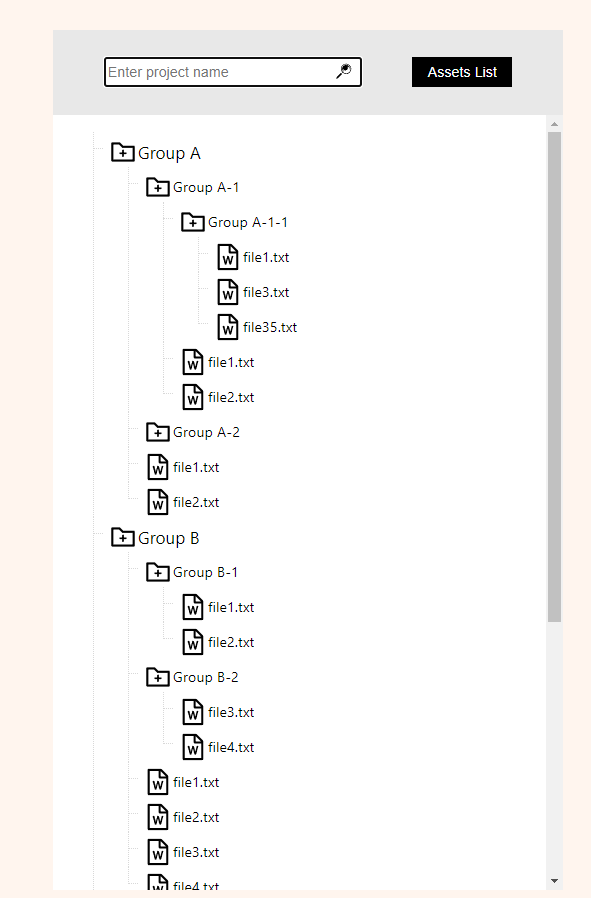 Enter project name
Assets List
Group A
Group A-1
Group A-1-1
file1.txt
file3.txt
file35.txt
file1.txt
file2.txt
Group A-2
file1.txt
file2.txt
Group B
Group B-1
file1.txt
file2.txt
Group B-2
file3.txt
file4.txt
file1.txt
file2.txt
file3.txt
file4.txt